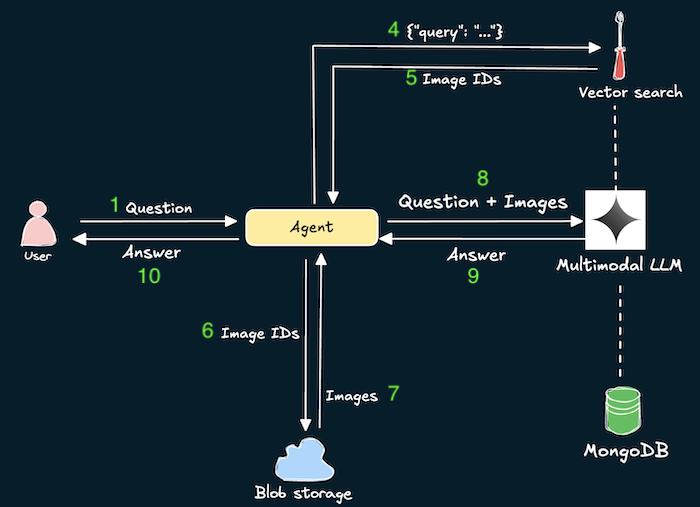 4 {"query": "..."}
5 Image IDs
Vector search
8
Question + Images
1 Question
Agent
User
Answer
10
Answer
9
Multimodal LLM
6 Image IDs
Images 7
MongoDB
Blob storage